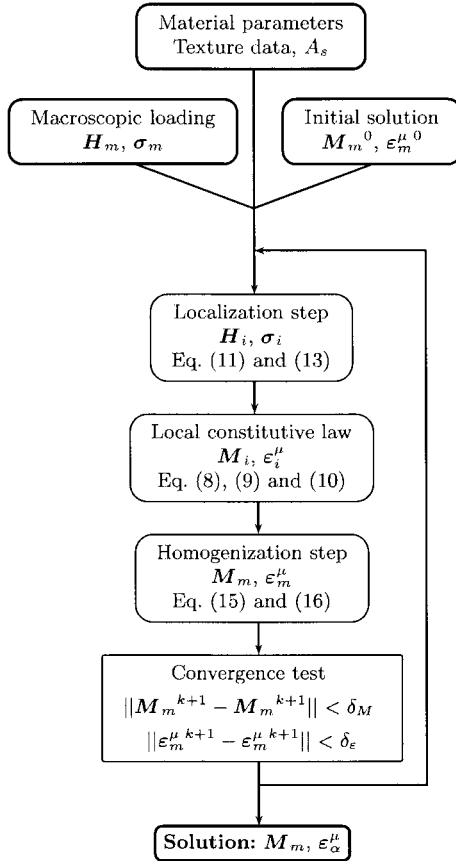 Material parameters
Texture data, A_s
Macroscopic loading
H_m, σ_m
Initial solution
M_m^0, ε_m^μ 0
Localization step
H_i, σ_i
Eq. (11) and (13)
Local constitutive law
M_i, ε_i^μ
Eq. (8), (9) and (10)
Homogenization step
M_m, ε_m^μ
Eq. (15) and (16)
Convergence test
||M_m^{k+1} − M_m^{k+1}|| < δ_M
||ε_m^{μ k+1} − ε_m^{μ k+1}|| < δ_ε
Solution: M_m, ε_α^μ